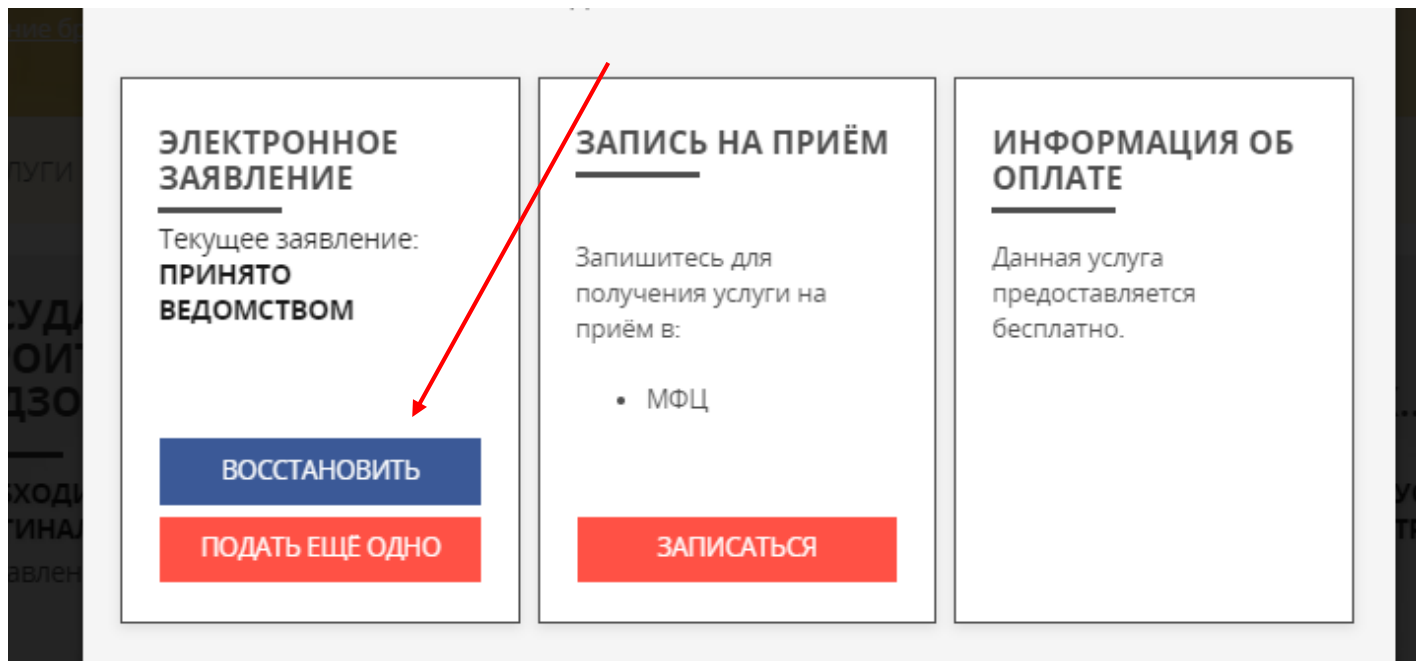 ЭЛЕКТРОННОЕ
ЗАЯВЛЕНИЕ
Текущее заявление:
ПРИНЯТО
ВЕДОМСТВОМ
ВОССТАНОВИТЬ
ПОДАТЬ ЕЩЁ ОДНО
ЗАПИСЬ НА ПРИЁМ
Запишитесь для
получения услуги на
приём в:
• МФЦ
ЗАПИСАТЬСЯ
ИНФОРМАЦИЯ ОБ
ОПЛАТЕ
Данная услуга
предоставляется
бесплатно.